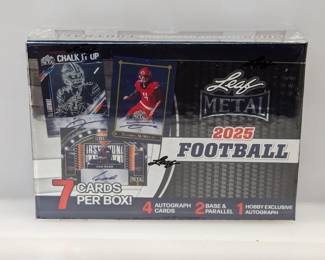 CHALK IT UP
Leaf
METAL
2025
FOOTBALL
Leaf
7 CARDS
PER BOX!
4 AUTOGRAPH
CARDS
2 BASE &
PARALLEL
1 HOBBY EXCLUSIVE
AUTOGRAPH